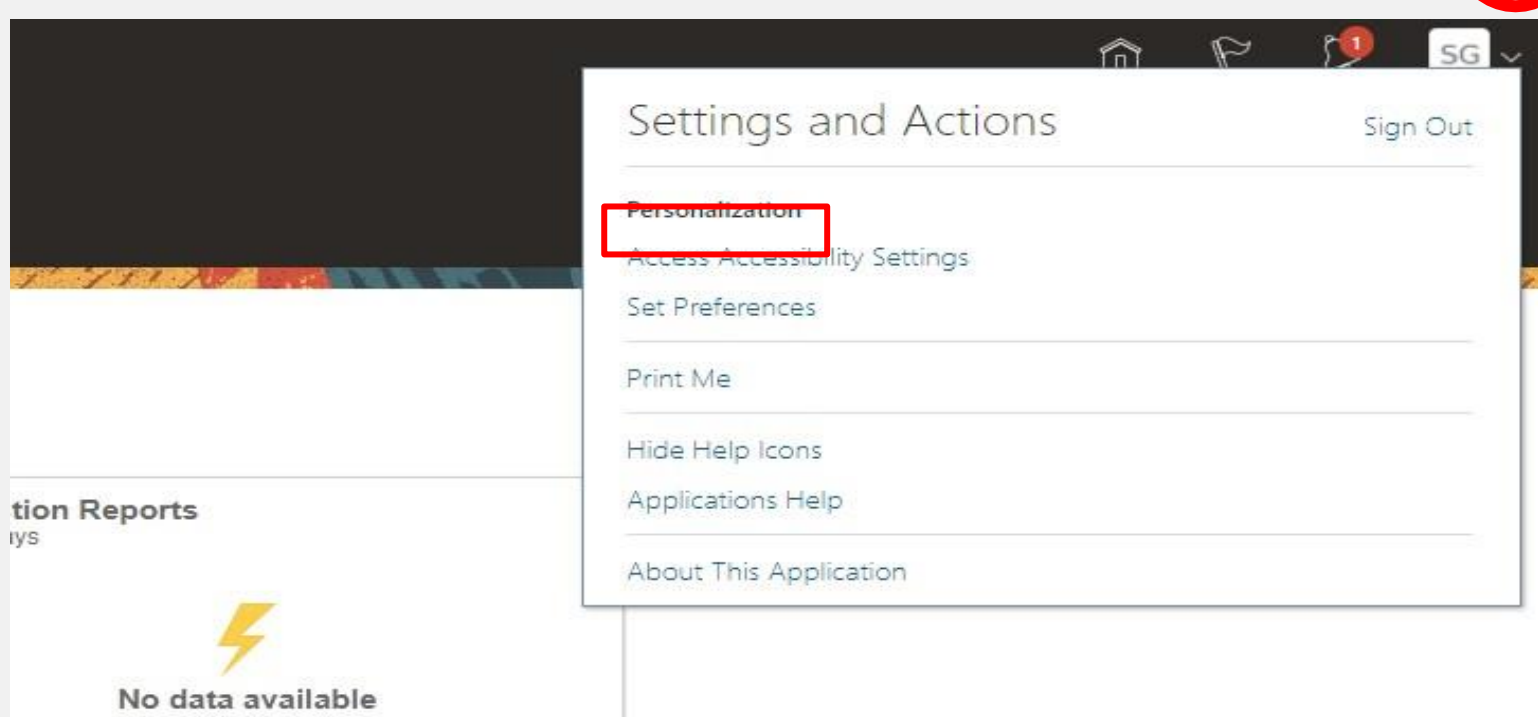 1
SG
Settings and Actions
Sign Out
Personalization
Access Accessibility Settings
Set Preferences
Print Me
Hide Help Icons
Applications Help
About This Application
tion Reports
ys
No data available